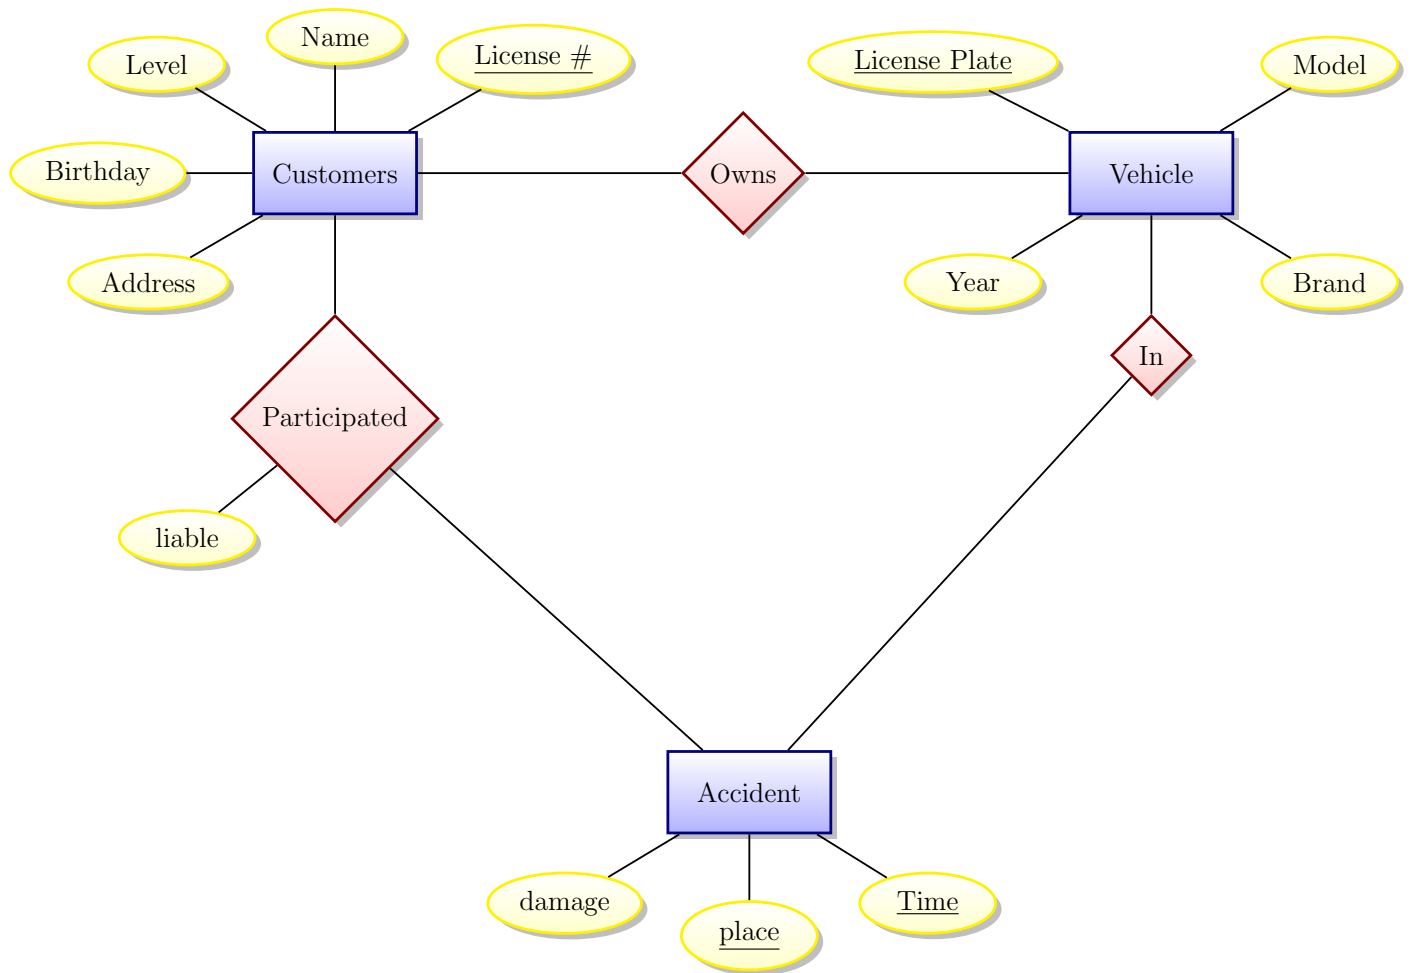 Name
License #
Level
Birthday
Customers
Address
License Plate
Model
Owns
Vehicle
Year
Brand
In
Participated
liable
Accident
damage
place
Time